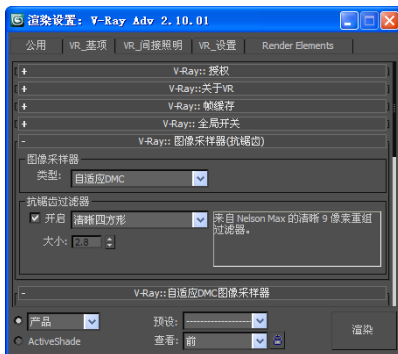 渲染设置: V-Ray Adv 2.10.01
公用 VR_基项 VR_间接照明 VR_设置 Render Elements
+ V-Ray:: 授权
+ V-Ray::关于VR
+ V-Ray:: 帧缓存
+ V-Ray:: 全局开关
- V-Ray:: 图像采样器(抗锯齿)
图像采样器
类型: 自适应DMC
抗锯齿过滤器
开启 清晰四方形 来自 Nelson Max 的清晰 9 像素重组
过滤器。
大小: 2.8
- V-Ray::自适应DMC图像采样器
产品 预设: --------------------
渲染
ActiveShade 查看: 前